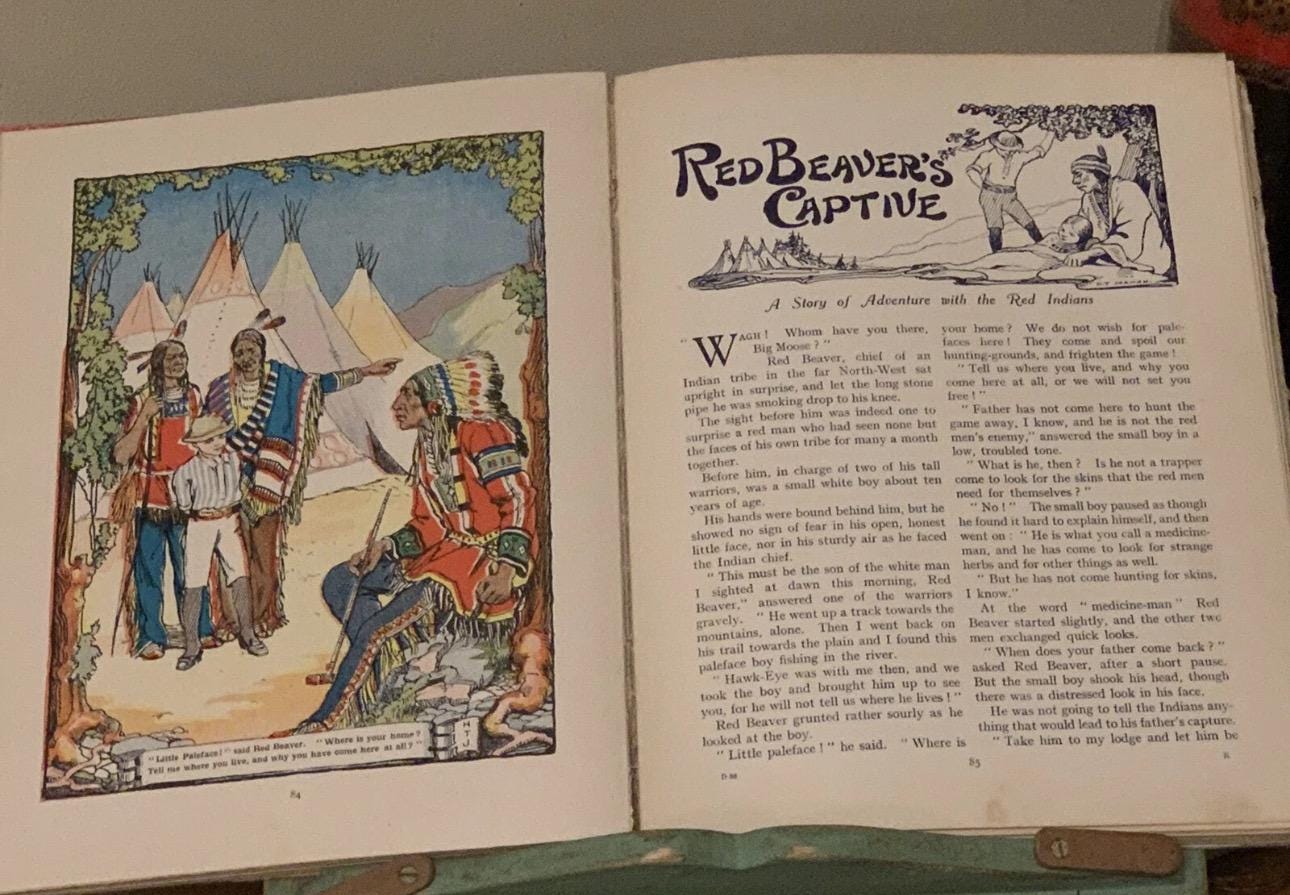 "Little Paleface!" said Red Beaver. "Where is your home?
Tell me where you live, and why you have come here at all?"
H
T
J
84
RED BEAVER'S
CAPTIVE
A Story of Adventure with the Red Indians
"WAGH! Whom have you there,
Big Moose?"
Red Beaver, chief of an
Indian tribe in the far North-West sat
upright in surprise, and let the long stone
pipe he was smoking drop to his knee.
The sight before him was indeed one to
surprise a red man who had seen none but
the faces of his own tribe for many a month
together.
Before him, in charge of two of his tall
warriors, was a small white boy about ten
years of age.
His hands were bound behind him, but he
showed no sign of fear in his open, honest
little face, nor in his sturdy air as he faced
the Indian chief.
"This must be the son of the white man
I sighted at dawn this morning, Red
Beaver," answered one of the warriors
gravely. "He went up a track towards the
mountains, alone. Then I went back on
his trail towards the plain and I found this
paleface boy fishing in the river.
"Hawk-Eye was with me then, and we
took the boy and brought him up to see
you, for he will not tell us where he lives!"
Red Beaver grunted rather sourly as he
looked at the boy.
"Little paleface!" he said. "Where is
your home? We do not wish for pale-
faces here! They come and spoil our
hunting-grounds, and frighten the game!
"Tell us where you live, and why you
come here at all, or we will not set you
free!"
"Father has not come here to hunt the
game away, I know, and he is not the red
men's enemy," answered the small boy in a
low, troubled tone.
"What is he, then? Is he not a trapper
come to look for the skins that the red men
need for themselves?"
"No!" The small boy paused as though
he found it hard to explain himself, and then
went on: "He is what you call a medicine-
man, and he has come to look for strange
herbs and for other things as well.
"But he has not come hunting for skins,
I know."
At the word "medicine-man" Red
Beaver started slightly, and the other two
men exchanged quick looks.
"When does your father come back?"
asked Red Beaver, after a short pause.
But the small boy shook his head, though
there was a distressed look in his face.
He was not going to tell the Indians any-
thing that would lead to his father's capture.
"Take him to my lodge and let him be
85